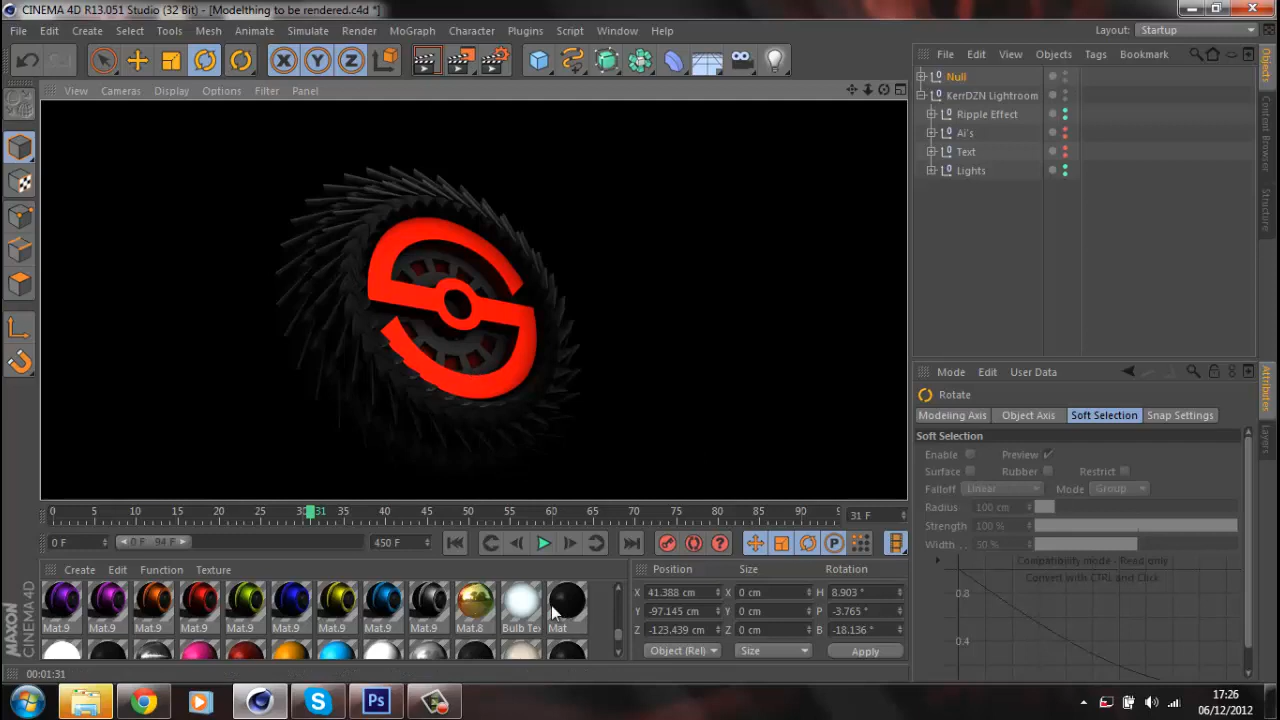 CINEMA 4D R13.051 Studio (32 Bit) - [Modelthing to be rendered.c4d *]
File Edit Create Select Tools Mesh Animate Simulate Render MoGraph Character Plugins Script Window Help
Layout: Startup
View Cameras Display Options Filter Panel
File Edit View Objects Tags Bookmark
Null
KerrDZN Lightroom
Ripple Effect
Ai's
Text
Lights
Objects
Content Browser
Structure
Mode Edit User Data
Rotate
Modeling Axis Object Axis Soft Selection Snap Settings
Soft Selection
Enable Preview
Surface Rubber Restrict
Falloff Linear Mode Group
Radius 100 cm
Strength 100 %
Width . . 50 %
Compatibility mode - Read only
Convert with CTRL and Click
0.8
0.4
Attributes
Layers
0 5 10 15 20 25 30 31 35 40 45 50 55 60 65 70 75 80 85 90 31 F
0 F 0 F 94 F 450 F
Create Edit Function Texture
Mat.9 Mat.9 Mat.9 Mat.9 Mat.9 Mat.9 Mat.9 Mat.9 Mat.9 Mat.8 Bulb Tex Mat
Position Size Rotation
X 41.388 cm X 0 cm H 8.903 °
Y -97.145 cm Y 0 cm P -3.765 °
Z -123.439 cm Z 0 cm B -18.136 °
Object (Rel) Size Apply
MAXON
CINEMA 4D
00:01:31
17:26
06/12/2012